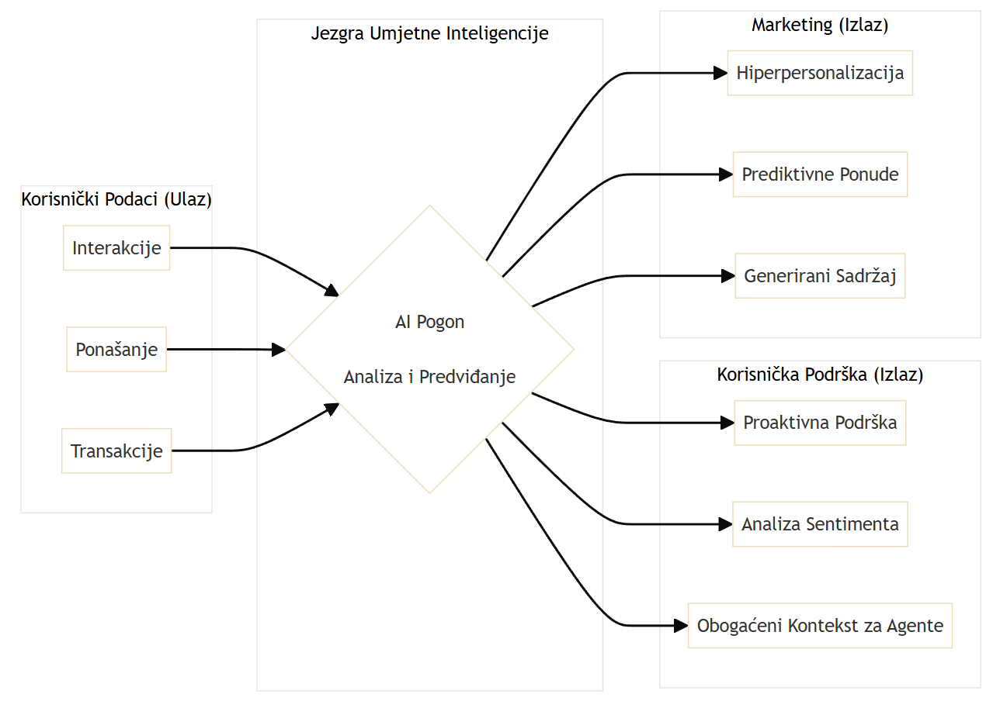 Korisnički Podaci (Ulaz)
Interakcije
Ponašanje
Transakcije
Jezgra Umjetne Inteligencije
AI Pogon
Analiza i Predviđanje
Marketing (Izlaz)
Hiperpersonalizacija
Prediktivne Ponude
Generirani Sadržaj
Korisnička Podrška (Izlaz)
Proaktivna Podrška
Analiza Sentimenta
Obogaćeni Kontekst za Agente